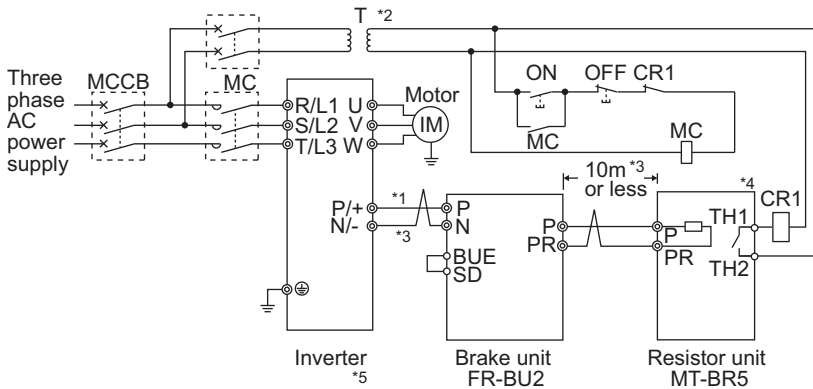 T *2
Three
phase
AC
power
supply
MCCB
MC
ON
OFF
CR1
MC
MC
R/L1
S/L2
T/L3
U
V
W
Motor
IM
P/+
N/-
*1
*3
P
N
BUE
SD
P
PR
10m *3
or less
*4
P
PR
TH1
TH2
CR1
Inverter
*5
Brake unit
FR-BU2
Resistor unit
MT-BR5